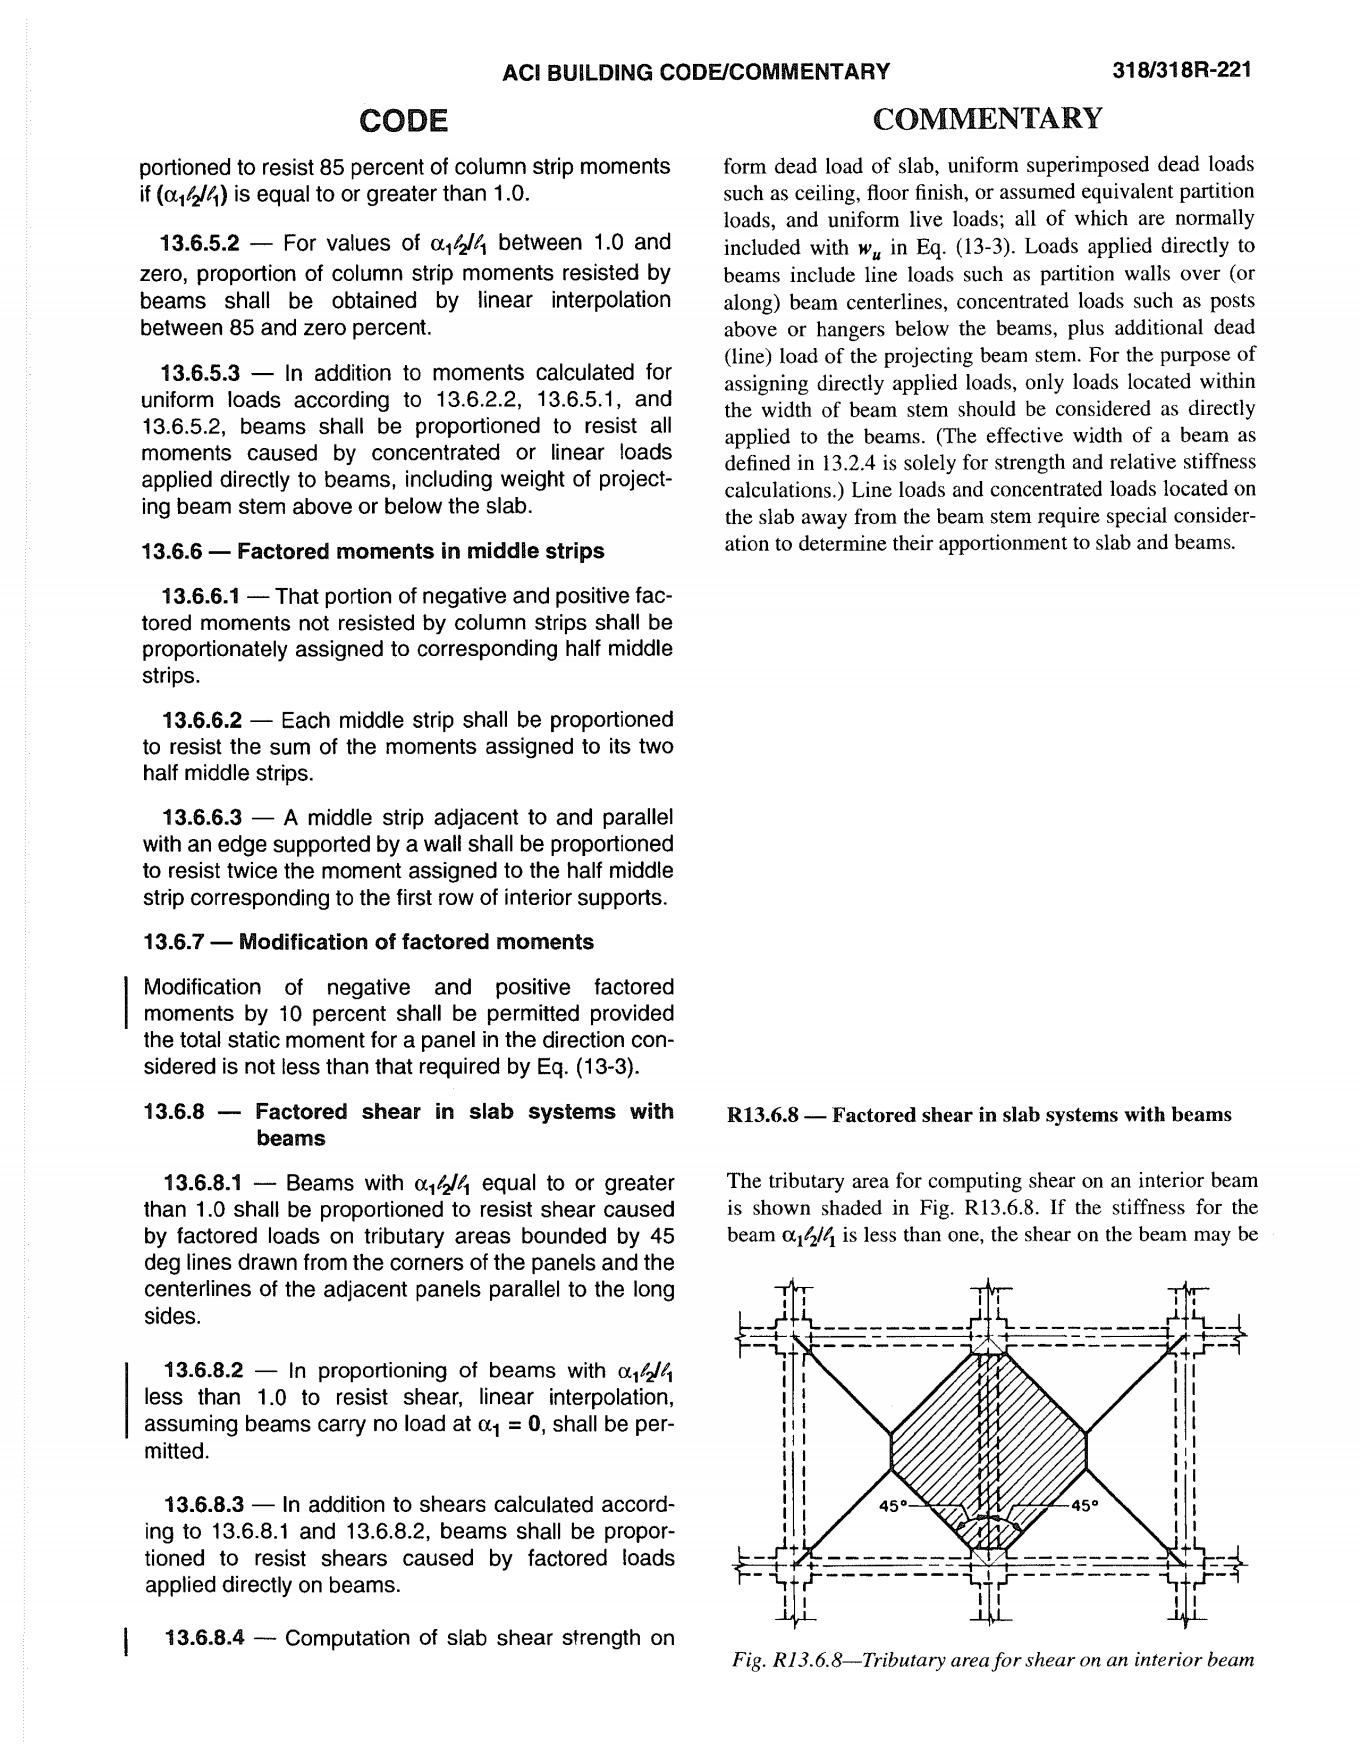 ACI BUILDING CODE/COMMENTARY 318/318R-221
CODE
portioned to resist 85 percent of column strip moments
if (α₁ℓ₂/ℓ₁) is equal to or greater than 1.0.
13.6.5.2 — For values of α₁ℓ₂/ℓ₁ between 1.0 and
zero, proportion of column strip moments resisted by
beams shall be obtained by linear interpolation
between 85 and zero percent.
13.6.5.3 — In addition to moments calculated for
uniform loads according to 13.6.2.2, 13.6.5.1, and
13.6.5.2, beams shall be proportioned to resist all
moments caused by concentrated or linear loads
applied directly to beams, including weight of project-
ing beam stem above or below the slab.
13.6.6 — Factored moments in middle strips
13.6.6.1 — That portion of negative and positive fac-
tored moments not resisted by column strips shall be
proportionately assigned to corresponding half middle
strips.
13.6.6.2 — Each middle strip shall be proportioned
to resist the sum of the moments assigned to its two
half middle strips.
13.6.6.3 — A middle strip adjacent to and parallel
with an edge supported by a wall shall be proportioned
to resist twice the moment assigned to the half middle
strip corresponding to the first row of interior supports.
13.6.7 — Modification of factored moments
Modification of negative and positive factored
moments by 10 percent shall be permitted provided
the total static moment for a panel in the direction con-
sidered is not less than that required by Eq. (13-3).
13.6.8 — Factored shear in slab systems with
beams
13.6.8.1 — Beams with α₁ℓ₂/ℓ₁ equal to or greater
than 1.0 shall be proportioned to resist shear caused
by factored loads on tributary areas bounded by 45
deg lines drawn from the corners of the panels and the
centerlines of the adjacent panels parallel to the long
sides.
13.6.8.2 — In proportioning of beams with α₁ℓ₂/ℓ₁
less than 1.0 to resist shear, linear interpolation,
assuming beams carry no load at α₁ = 0, shall be per-
mitted.
13.6.8.3 — In addition to shears calculated accord-
ing to 13.6.8.1 and 13.6.8.2, beams shall be propor-
tioned to resist shears caused by factored loads
applied directly on beams.
13.6.8.4 — Computation of slab shear strength on
COMMENTARY
form dead load of slab, uniform superimposed dead loads
such as ceiling, floor finish, or assumed equivalent partition
loads, and uniform live loads; all of which are normally
included with wᵤ in Eq. (13-3). Loads applied directly to
beams include line loads such as partition walls over (or
along) beam centerlines, concentrated loads such as posts
above or hangers below the beams, plus additional dead
(line) load of the projecting beam stem. For the purpose of
assigning directly applied loads, only loads located within
the width of beam stem should be considered as directly
applied to the beams. (The effective width of a beam as
defined in 13.2.4 is solely for strength and relative stiffness
calculations.) Line loads and concentrated loads located on
the slab away from the beam stem require special consider-
ation to determine their apportionment to slab and beams.
R13.6.8 — Factored shear in slab systems with beams
The tributary area for computing shear on an interior beam
is shown shaded in Fig. R13.6.8. If the stiffness for the
beam α₁ℓ₂/ℓ₁ is less than one, the shear on the beam may be
45° 45°
Fig. R13.6.8—Tributary area for shear on an interior beam